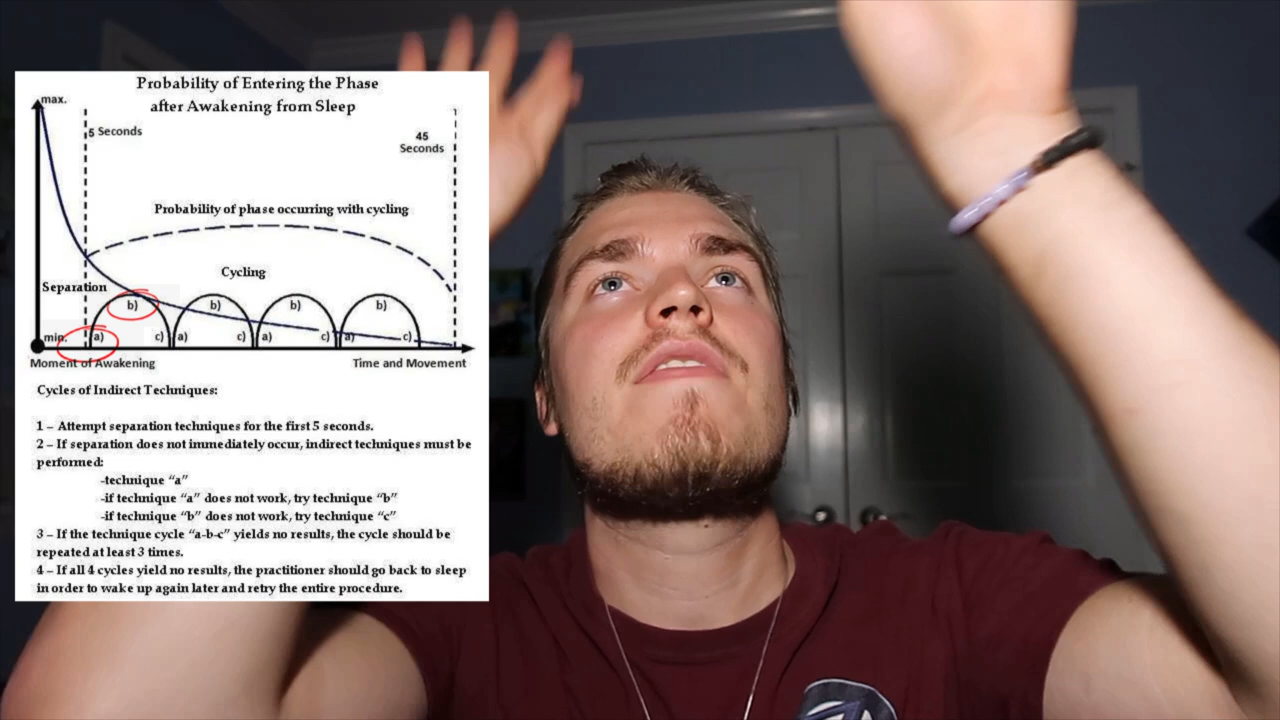 Probability of Entering the Phase
after Awakening from Sleep
max.
5 Seconds
45
Seconds
Probability of phase occurring with cycling
Cycling
Separation
b) b) b) b)
min. a) c) a) c) a) c) a) c)
Moment of Awakening Time and Movement
Cycles of Indirect Techniques:
1 – Attempt separation techniques for the first 5 seconds.
2 – If separation does not immediately occur, indirect techniques must be
performed:
-technique “a”
-if technique “a” does not work, try technique “b”
-if technique “b” does not work, try technique “c”
3 – If the technique cycle “a-b-c” yields no results, the cycle should be
repeated at least 3 times.
4 – If all 4 cycles yield no results, the practitioner should go back to sleep
in order to wake up again later and retry the entire procedure.